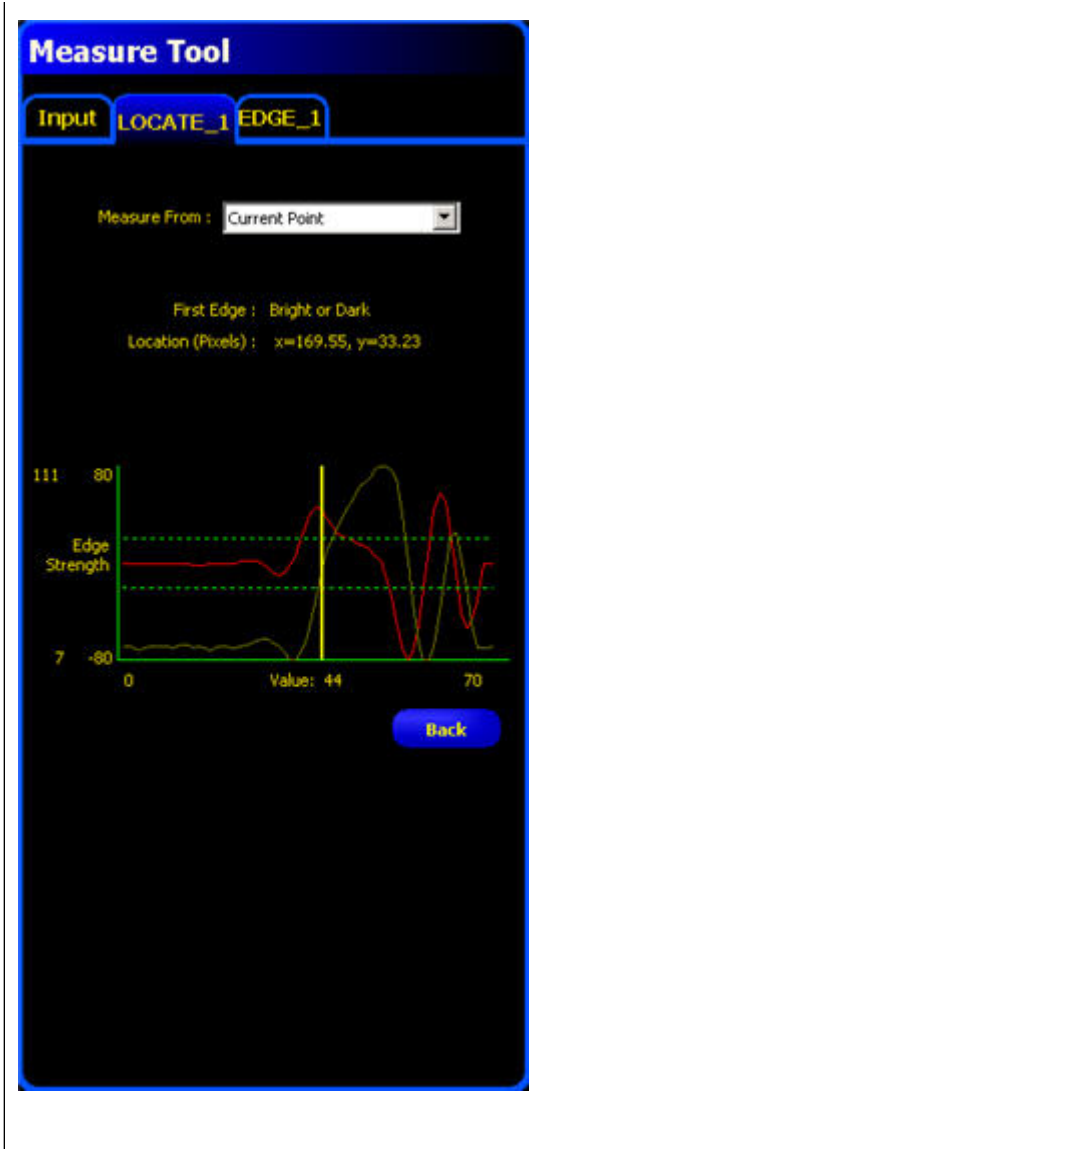 Measure Tool
Input LOCATE_1 EDGE_1
Measure From : Current Point
First Edge : Bright or Dark
Location (Pixels) : x=169.55, y=33.23
111 80
Edge
Strength
7 -80
0 Value: 44 70
Back